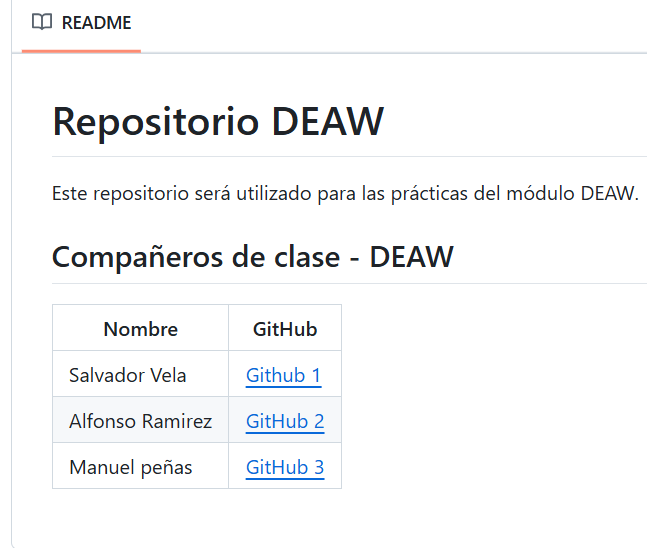 README
Repositorio DEAW
Este repositorio será utilizado para las prácticas del módulo DEAW.
Compañeros de clase - DEAW
Nombre GitHub
Salvador Vela Github 1
Alfonso Ramirez GitHub 2
Manuel peñas GitHub 3